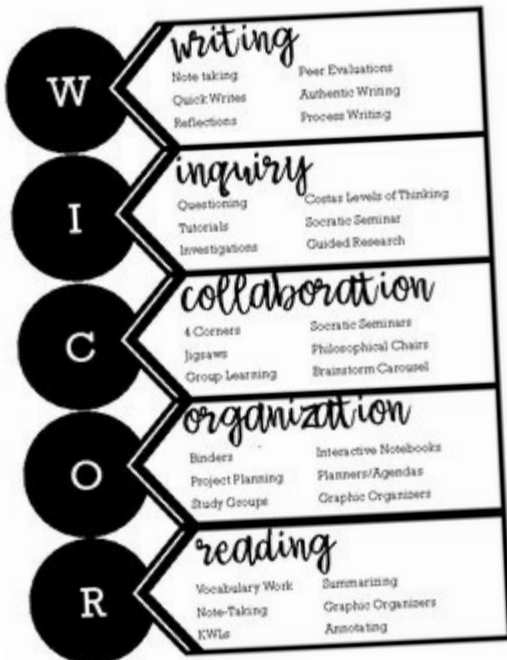 W
writing
Note taking Peer Evaluations
Quick Writes Authentic Writing
Reflections Process Writing
I
inquiry
Questioning Costas Levels of Thinking
Tutorials Socratic Seminar
Investigations Guided Research
C
collaboration
4 Corners Socratic Seminars
Jigsaws Philosophical Chairs
Group Learning Brainstorm Carousel
O
organization
Binders Interactive Notebooks
Project Planning Planners/Agendas
Study Groups Graphic Organizers
R
reading
Vocabulary Work Summarizing
Note-Taking Graphic Organizers
KWLs Annotating